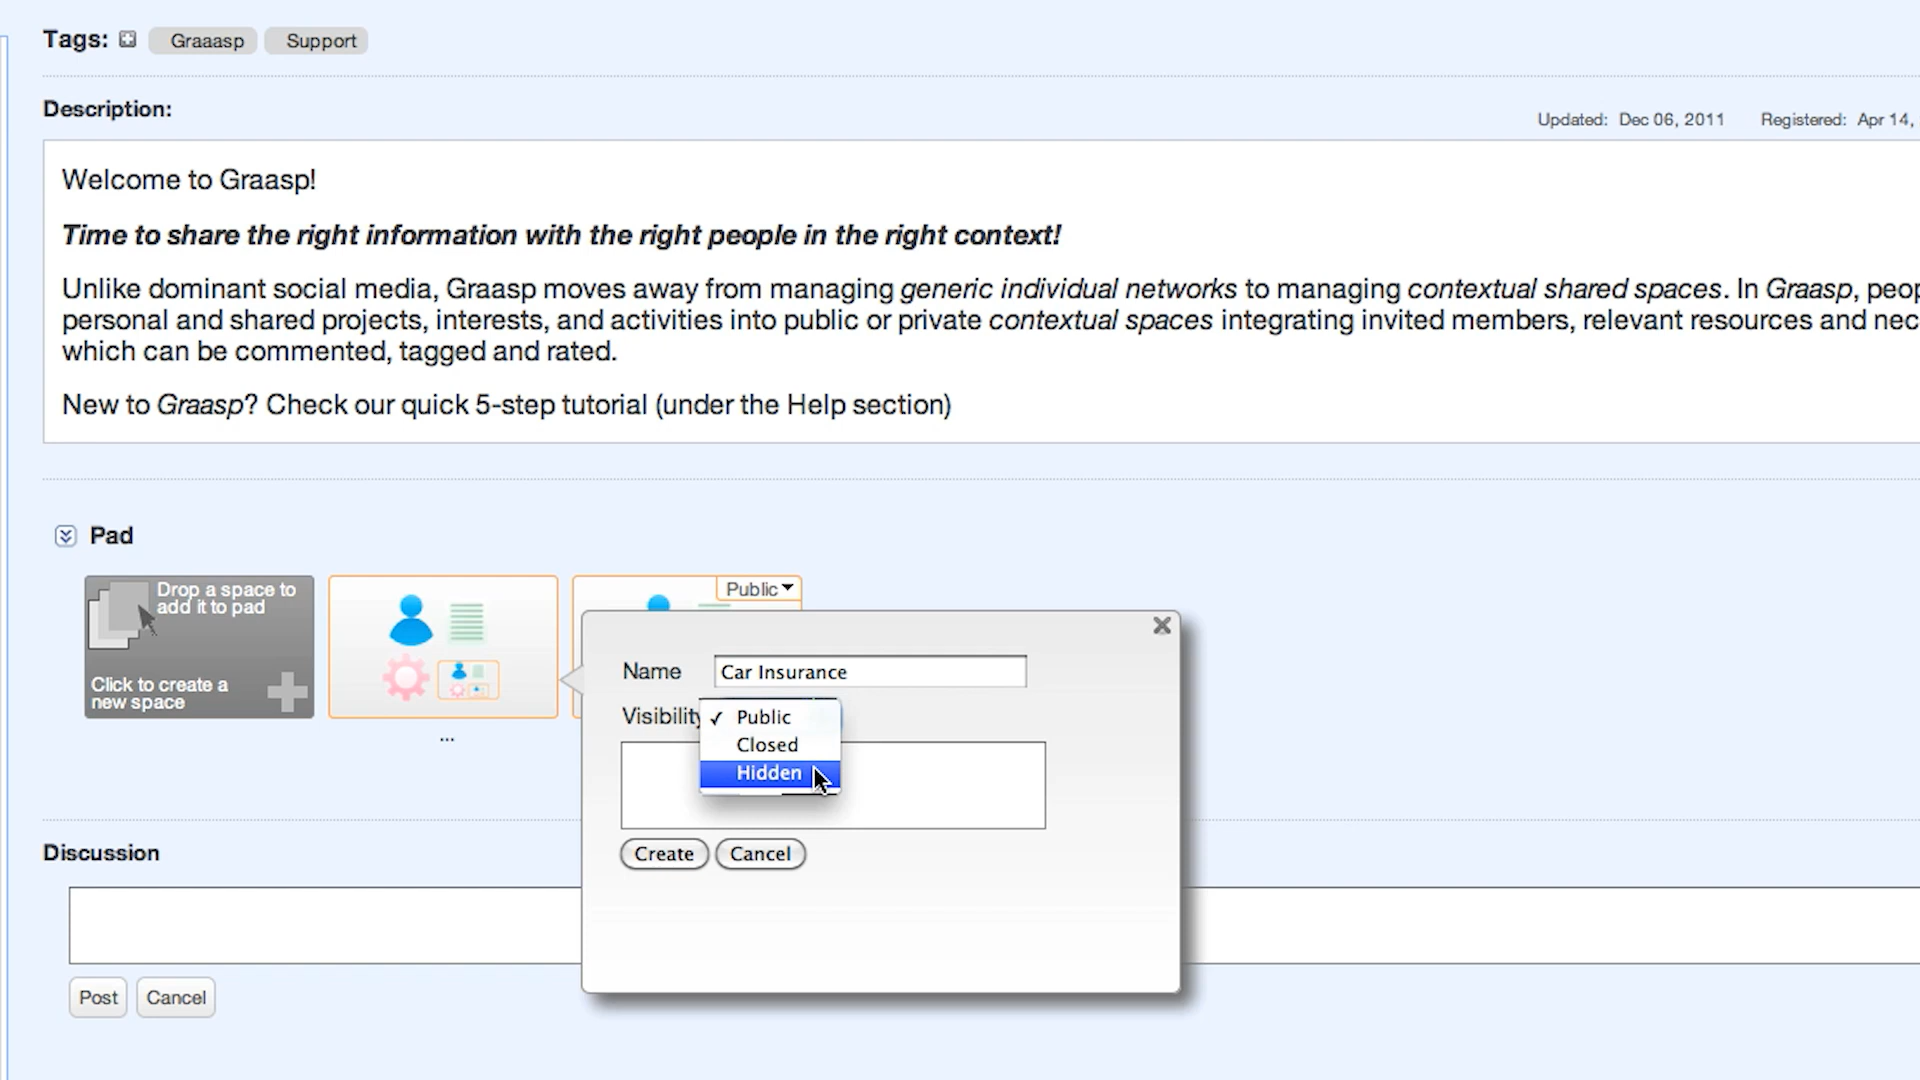 Tags: Graaasp Support
Description:
Updated: Dec 06, 2011 Registered: Apr 14,
Welcome to Graasp!
Time to share the right information with the right people in the right context!
Unlike dominant social media, Graasp moves away from managing generic individual networks to managing contextual shared spaces. In Graasp,
personal and shared projects, interests, and activities into public or private contextual spaces integrating invited members, relevant resources and
which can be commented, tagged and rated.
New to Graasp? Check our quick 5-step tutorial (under the Help section)
Pad
Drop a space to
add it to pad
Click to create a
new space
...
Public
Name Car Insurance
Visibility
✓ Public
Closed
Hidden
Create Cancel
Discussion
Post Cancel